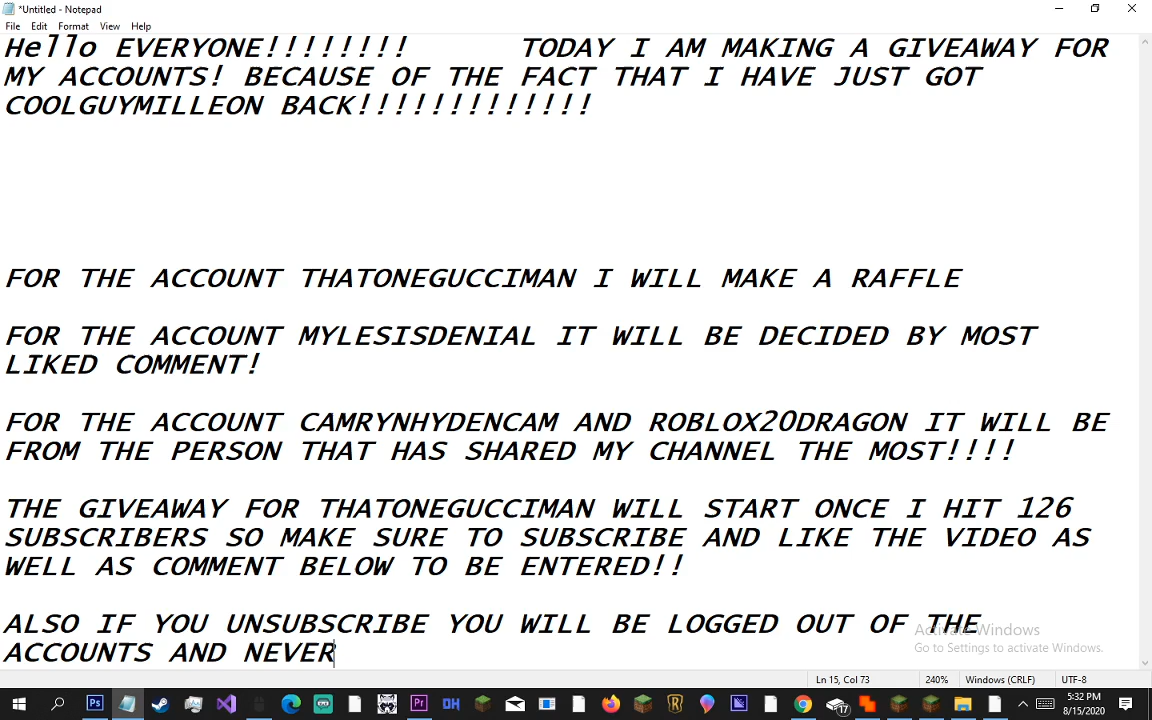 *Untitled - Notepad
File Edit Format View Help
Hello EVERYONE!!!!!!!! TODAY I AM MAKING A GIVEAWAY FOR
MY ACCOUNTS! BECAUSE OF THE FACT THAT I HAVE JUST GOT
COOLGUYMILLEON BACK!!!!!!!!!!!!!
FOR THE ACCOUNT THATONEGUCCIMAN I WILL MAKE A RAFFLE
FOR THE ACCOUNT MYLESISDENIAL IT WILL BE DECIDED BY MOST
LIKED COMMENT!
FOR THE ACCOUNT CAMRYNHYDENCAM AND ROBLOX20DRAGON IT WILL BE
FROM THE PERSON THAT HAS SHARED MY CHANNEL THE MOST!!!!
THE GIVEAWAY FOR THATONEGUCCIMAN WILL START ONCE I HIT 126
SUBSCRIBERS SO MAKE SURE TO SUBSCRIBE AND LIKE THE VIDEO AS
WELL AS COMMENT BELOW TO BE ENTERED!!
ALSO IF YOU UNSUBSCRIBE YOU WILL BE LOGGED OUT OF THE
ACCOUNTS AND NEVER
Activate Windows
Go to Settings to activate Windows.
Ln 15, Col 73 240% Windows (CRLF) UTF-8
Ps Pr DH R 17
5:32 PM
8/15/2020